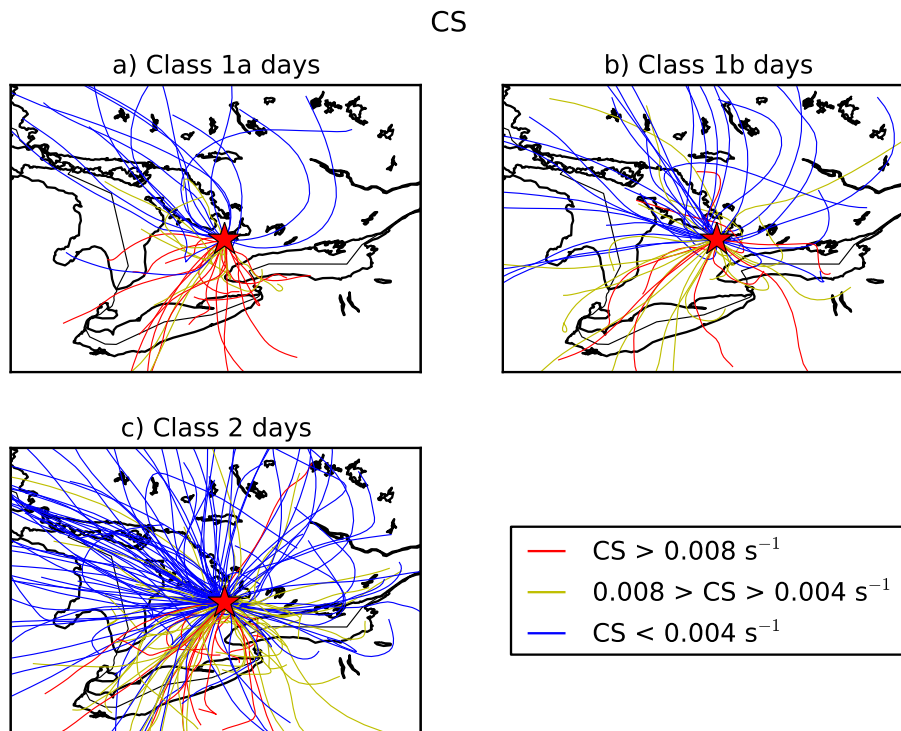 CS
a) Class 1a days
b) Class 1b days
c) Class 2 days
CS > 0.008 s⁻¹
0.008 > CS > 0.004 s⁻¹
CS < 0.004 s⁻¹